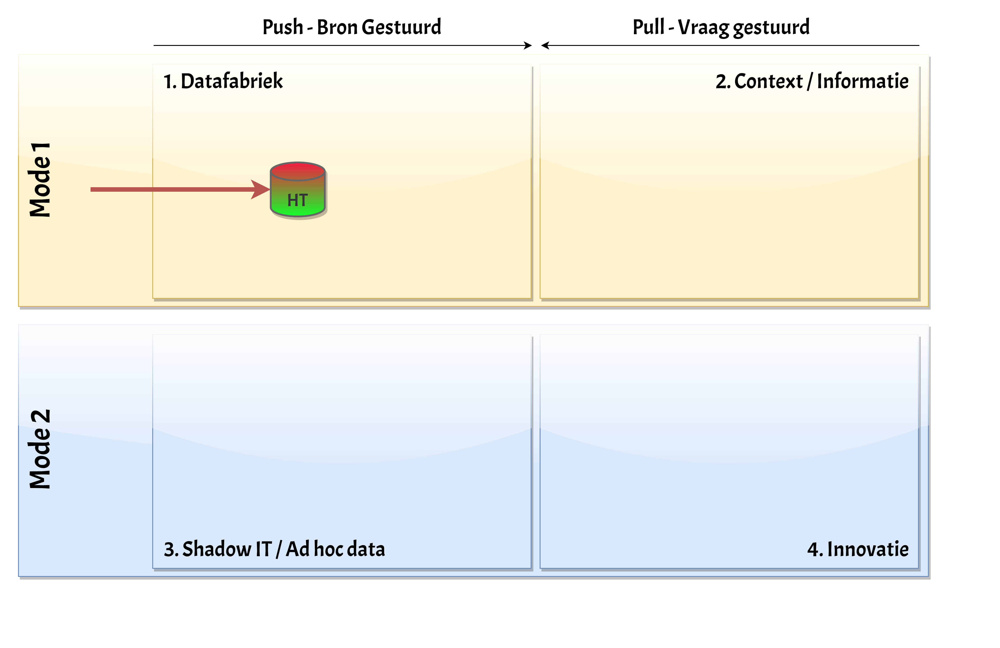 Push - Bron Gestuurd
Pull - Vraag gestuurd
1. Datafabriek
2. Context / Informatie
Mode 1
HT
Mode 2
3. Shadow IT / Ad hoc data
4. Innovatie